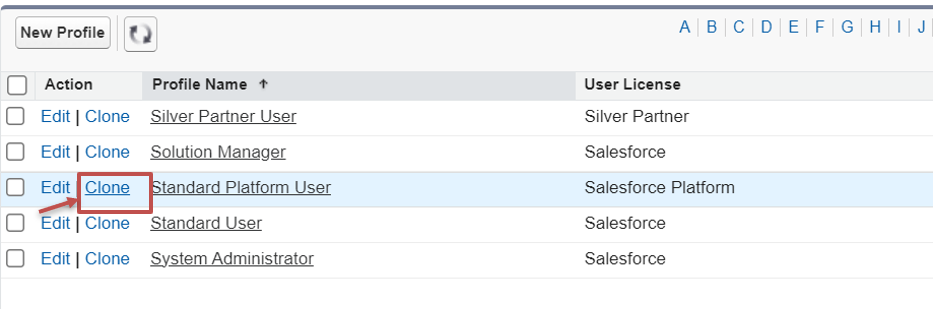 New Profile
A | B | C | D | E | F | G | H | I | J
Action Profile Name ↑ User License
Edit | Clone Silver Partner User Silver Partner
Edit | Clone Solution Manager Salesforce
Edit | Clone Standard Platform User Salesforce Platform
Edit | Clone Standard User Salesforce
Edit | Clone System Administrator Salesforce